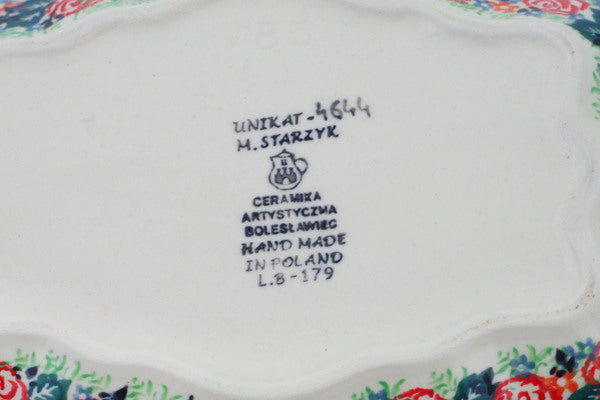 UNIKAT-4644
M.STARZYK
B
CERAMIKA
ARTYSTYCZNA
BOLESŁAWIEC
HAND MADE
IN POLAND
L.B-179